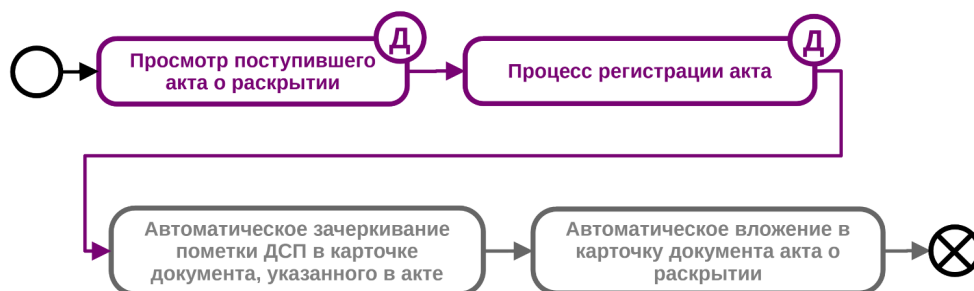 Д
Д
Просмотр поступившего
акта о раскрытии
Процесс регистрации акта
Автоматическое зачеркивание
пометки ДСП в карточке
документа, указанного в акте
Автоматическое вложение в
карточку документа акта о
раскрытии